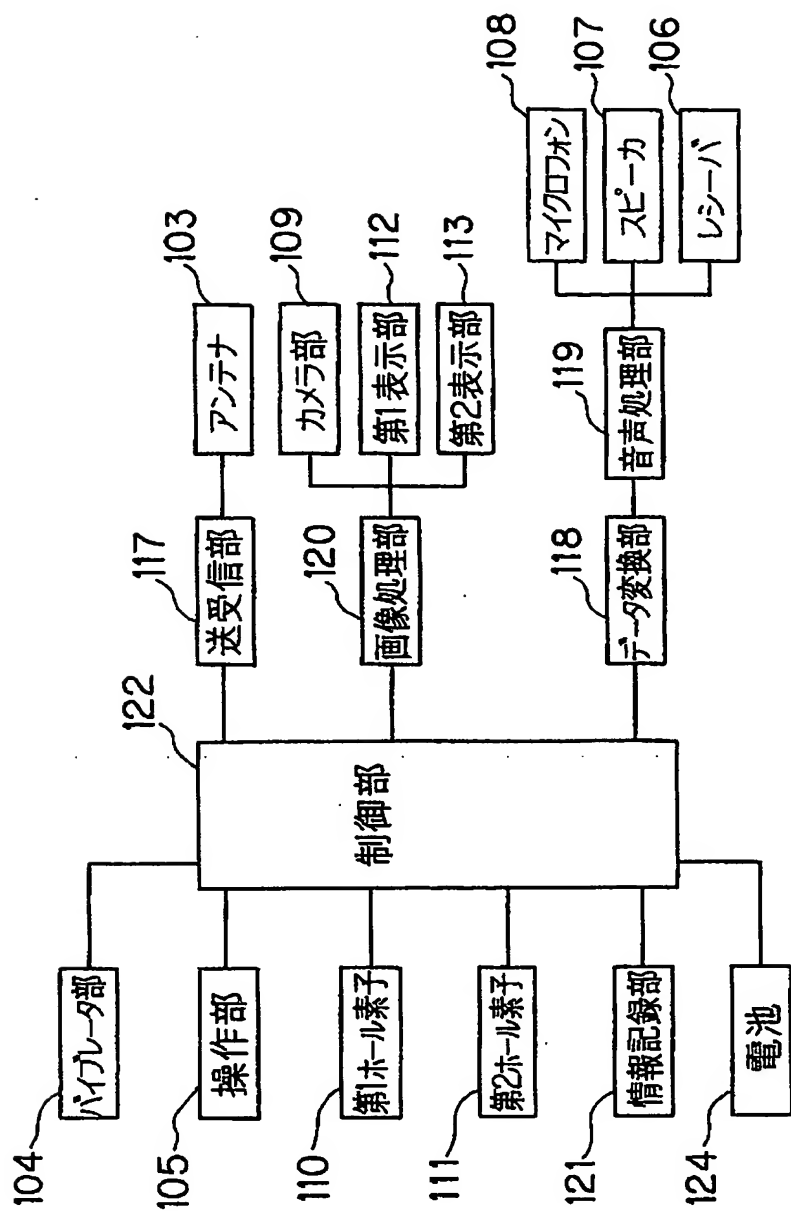 104
バイブレータ部
105
操作部
110
第1ホール素子
111
第2ホール素子
121
情報記録部
124
電池
122
制御部
117
送受信部
103
アンテナ
120
画像処理部
109
カメラ部
112
第1表示部
113
第2表示部
118
データ変換部
119
音声処理部
108
マイクロフォン
107
スピーカ
106
レシーバ